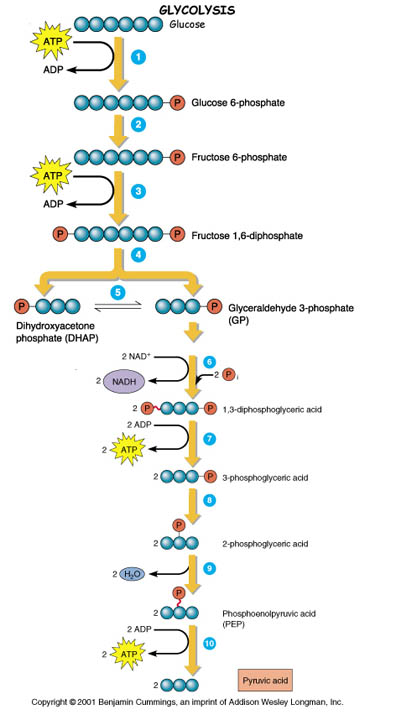 GLYCOLYSIS
Glucose
ATP
ADP
1
P
Glucose 6-phosphate
2
P
Fructose 6-phosphate
ATP
ADP
3
P
P
Fructose 1,6-diphosphate
4
5
P
P
Dihydroxyacetone
phosphate (DHAP)
Glyceraldehyde 3-phosphate
(GP)
2 NAD+
6
2 NADH
2 P i
2 P P 1,3-diphosphoglyceric acid
2 ADP
7
2 ATP
2 P 3-phosphoglyceric acid
8
P
2 2-phosphoglyceric acid
9
2 H₂O
P
2 Phosphoenolpyruvic acid
(PEP)
2 ADP
10
2 ATP
2 Pyruvic acid
Copyright © 2001 Benjamin Cummings, an imprint of Addison Wesley Longman, Inc.